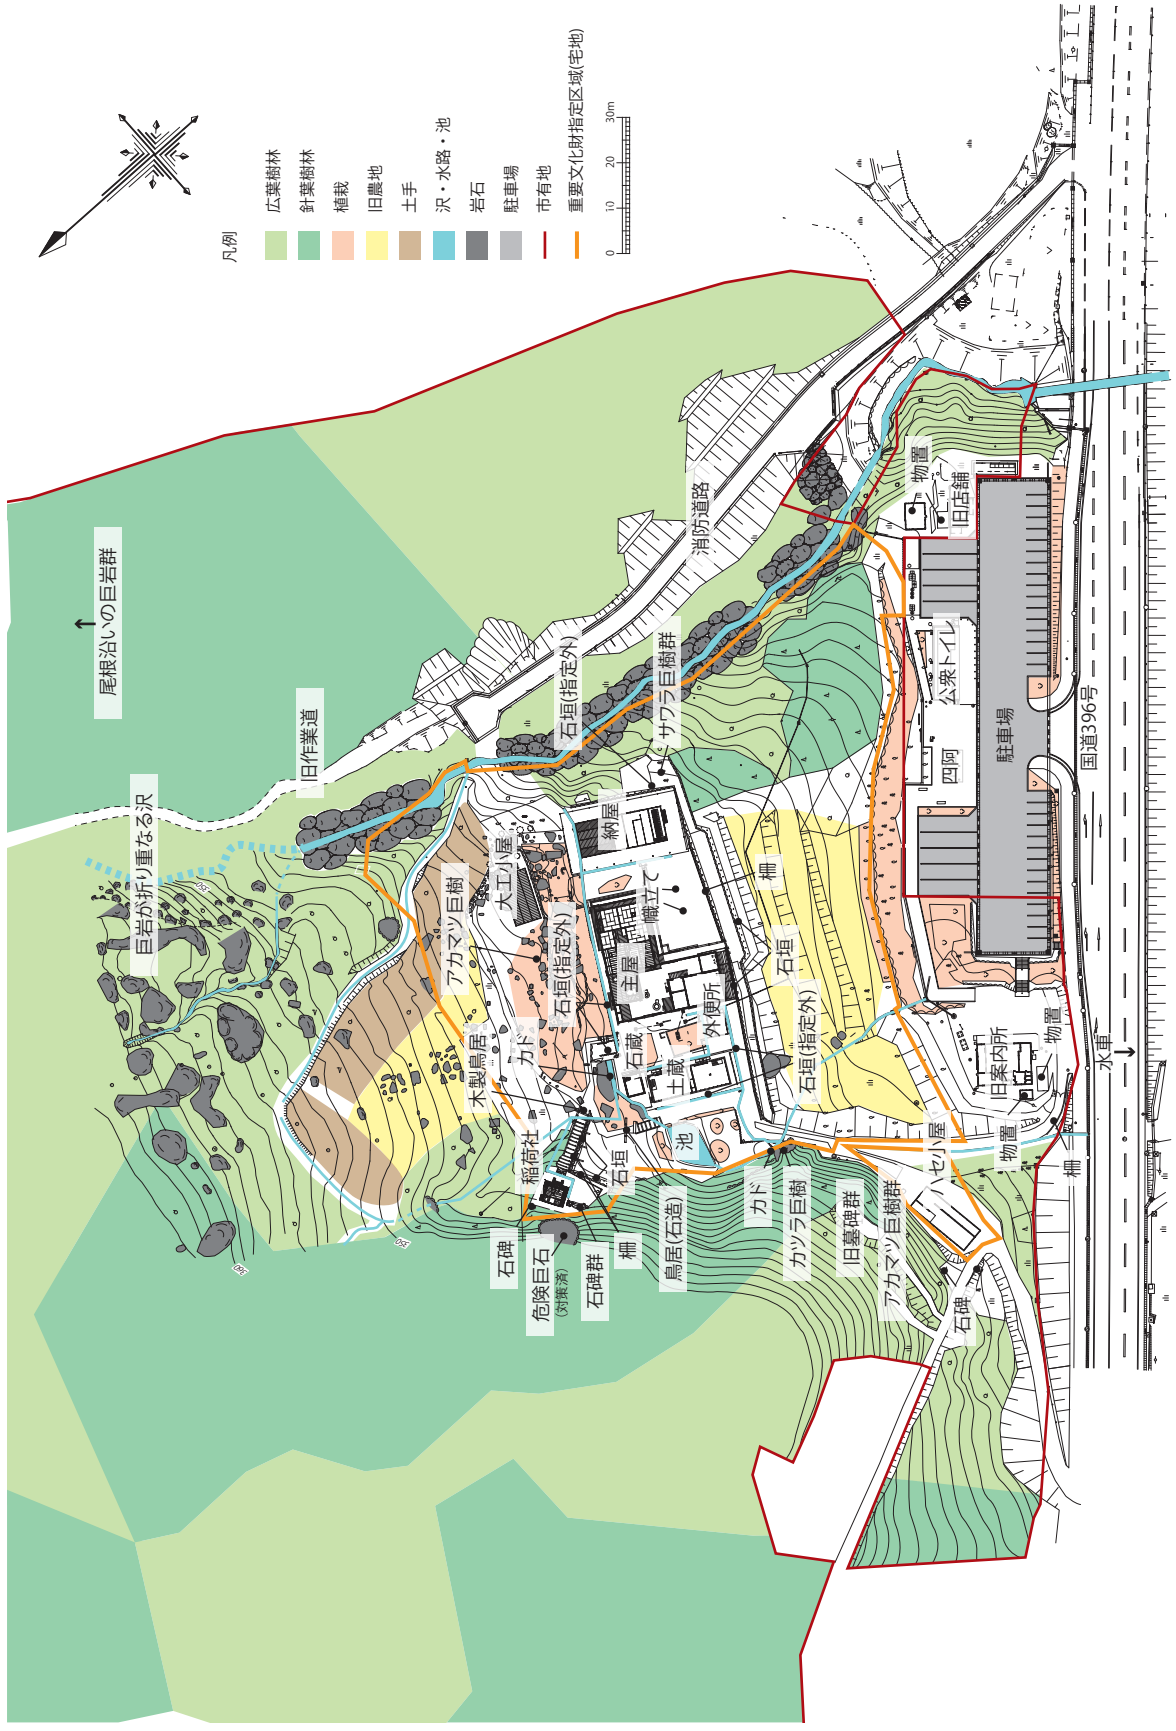 凡例
広葉樹林
針葉樹林
植栽
旧農地
土手
沢・水路・池
岩石
駐車場
市有地
重要文化財指定区域(宅地)
0 10 20 30m
尾根沿いの巨岩群
旧作業道
巨岩が折り重なる沢
消防道路
石垣(指定外)
サワラ巨樹群
納屋
大工小屋
アカマツ巨樹
石垣(指定外)
主屋
幟立て
柵
石垣
石垣(指定外)
外便所
土蔵
石蔵
カド
木製鳥居
稲荷社
石垣
池
石碑
危険巨石
(対策済)
石碑群
柵
鳥居(石造)
カド
カツラ巨樹
旧墓碑群
アカマツ巨樹群
石碑
ハセ小屋
物置
旧案内所
物置
水車
柵
物置
旧店舗
公衆トイレ
四阿
駐車場
国道396号
350
350
360